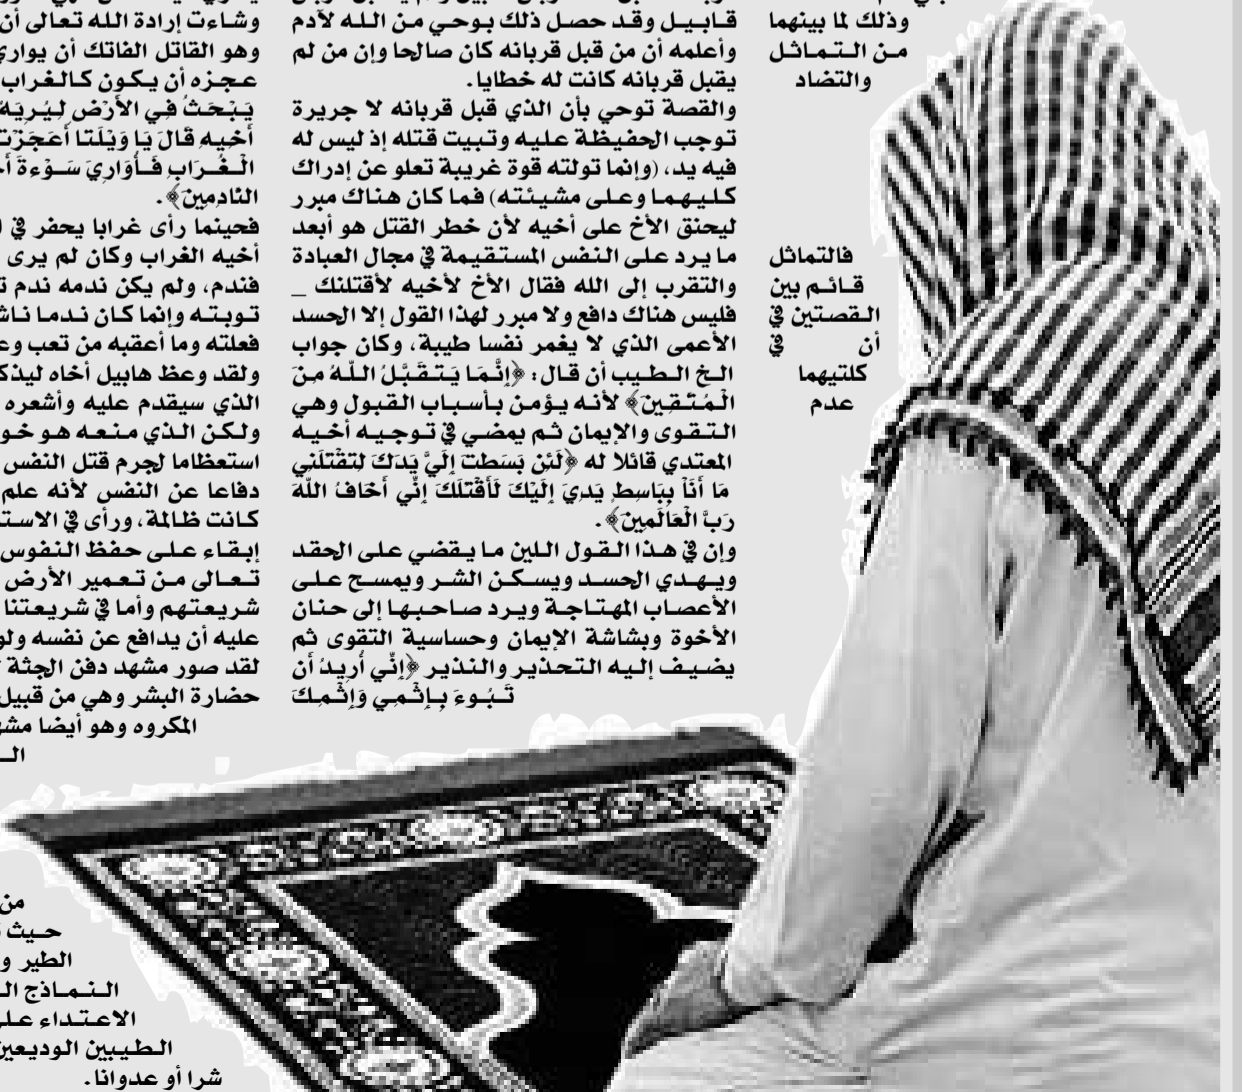 وذلك لما بينهما
من التماثل
والتضاد
فالتماثل
قائم بين
القصتين في
أن في
كلتيهما
عدم
قابيل وقد حصل ذلك بوحي من الله لآدم
وأعلمه أن من قبل قربانه كان صالحا وإن من لم
يقبل قربانه كانت له خطايا.
والقصة توحي بأن الذي قبل قربانه لا جريرة
توجب الحفيظة عليه وتبيت قتله إذ ليس له
فيه يد، (وإنما تولته قوة غريبة تعلو عن إدراك
كليهما وعلى مشيئته) فما كان هناك مبرر
ليحنق الأخ على أخيه لأن خطر القتل هو أبعد
ما يرد على النفس المستقيمة في مجال العبادة
والتقرب إلى الله فقال الأخ لأخيه لأقتلنك _
فليس هناك دافع ولا مبرر لهذا القول إلا الحسد
الأعمى الذي لا يغمر نفسا طيبة، وكان جواب
الخ الطيب أن قال: ﴿إِنَّمَا يَتَقَبَّلُ اللَّهُ مِنَ
الْمُتَّقِينَ﴾ لأنه يؤمن بأسباب القبول وهي
التقوى والإيمان ثم يمضي في توجيه أخيه
المعتدي قائلا له ﴿لَئِن بَسَطتَ إِلَيَّ يَدَكَ لِتَقْتُلَنِي
مَا أَنَاْ بِبَاسِطٍ يَدِيَ إِلَيْكَ لَأَقْتُلَكَ إِنِّي أَخَافُ اللَّهَ
رَبَّ الْعَالَمِينَ﴾.
وإن في هذا القول اللين ما يقضي على الحقد
ويهدي الحسد ويسكن الشر ويمسح على
الأعصاب المهتاجة ويرد صاحبها إلى حنان
الأخوة وبشاشة الإيمان وحساسية التقوى ثم
يضيف إليه التحذير والنذير ﴿إِنِّي أُرِيدُ أَن
تَبُوءَ بِإِثْمِي وَإِثْمِكَ
وشاءت إرادة الله تعالى أن
وهو القاتل الفاتك أن يواري
عجزه أن يكون كالغراب
يَبْحَثُ فِي الأَرْضِ لِيُرِيَهُ
أَخِيهِ قَالَ يَا وَيْلَتَا أَعَجَزْتُ
الْغُرَابِ فَأُوَارِيَ سَوْءةَ
النَّادِمِينَ﴾.
فحينما رأى غرابا يحفر في
أخيه الغراب وكان لم يرى
فندم، ولم يكن ندمه ندم
توبته وإنما كان ندما
فعلته وما أعقبه من تعب
ولقد وعظ هابيل أخاه
الذي سيقدم عليه وأشعره
ولكن الذي منعه هو
استعظاما لجرم قتل النفس
دفاعا عن النفس لأنه علم
كانت ظالمة، ورأى في
إبقاء على حفظ النفوس
تعالى من تعمير الأرض
شريعتهم وأما في شريعتنا
عليه أن يدافع عن نفسه
لقد صور مشهد دفن الجثة
حضارة البشر وهي من قبيل
المكروه وهو أيضا
من
حيث
الطير
النماذج
الاعتداء
الطيبين الوديعين
شرا أو عدوانا.